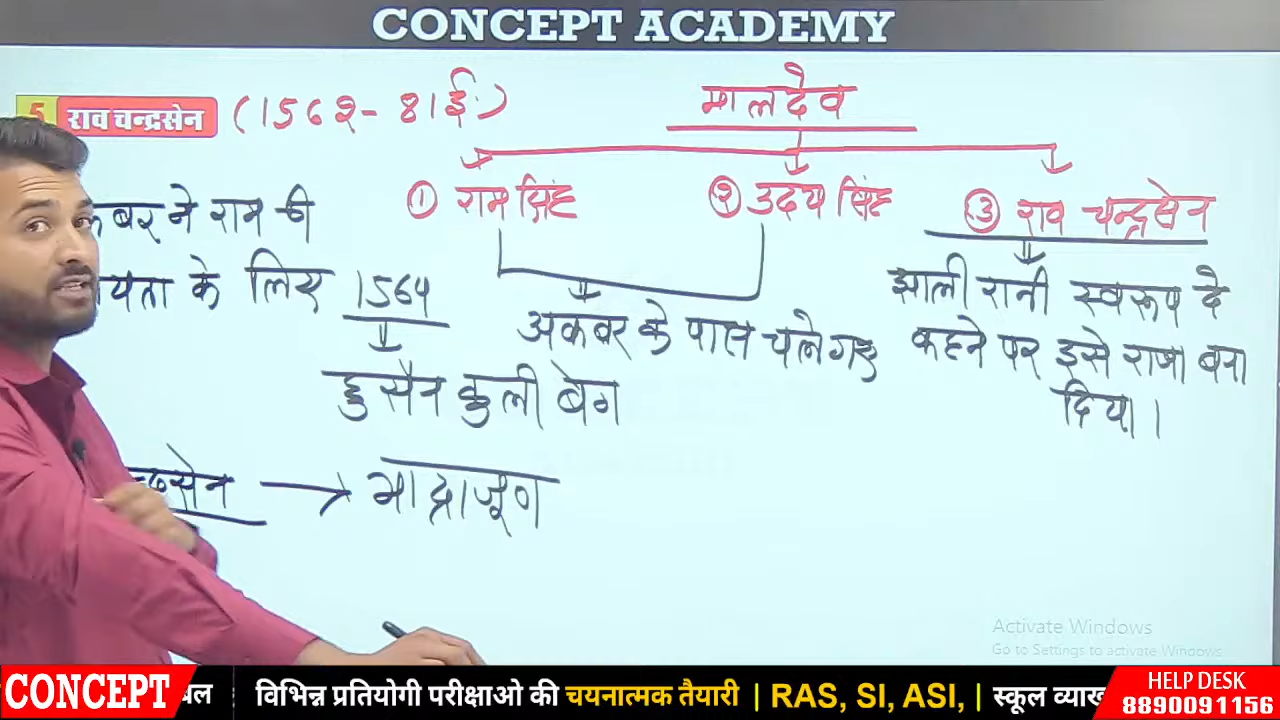 CONCEPT ACADEMY
5 राव चन्द्रसेन (1562-81ई.)
मालदेव
① रामसिंह
② उदय सिंह
③ राव चन्द्रसेन
झाली रानी स्वरूप दे
कहने पर इसे राजा बना
दिया।
अकबर के पास चले गए
बर ने राम की
यता के लिए 1564
हुसैन कुली बेग
सेन → भाद्राजूण
Activate Windows
Go to Settings to activate Windows.
CONCEPT
विभिन्न प्रतियोगी परीक्षाओ की चयनात्मक तैयारी | RAS, SI, ASI, | स्कूल व्याख
HELP DESK
8890091156